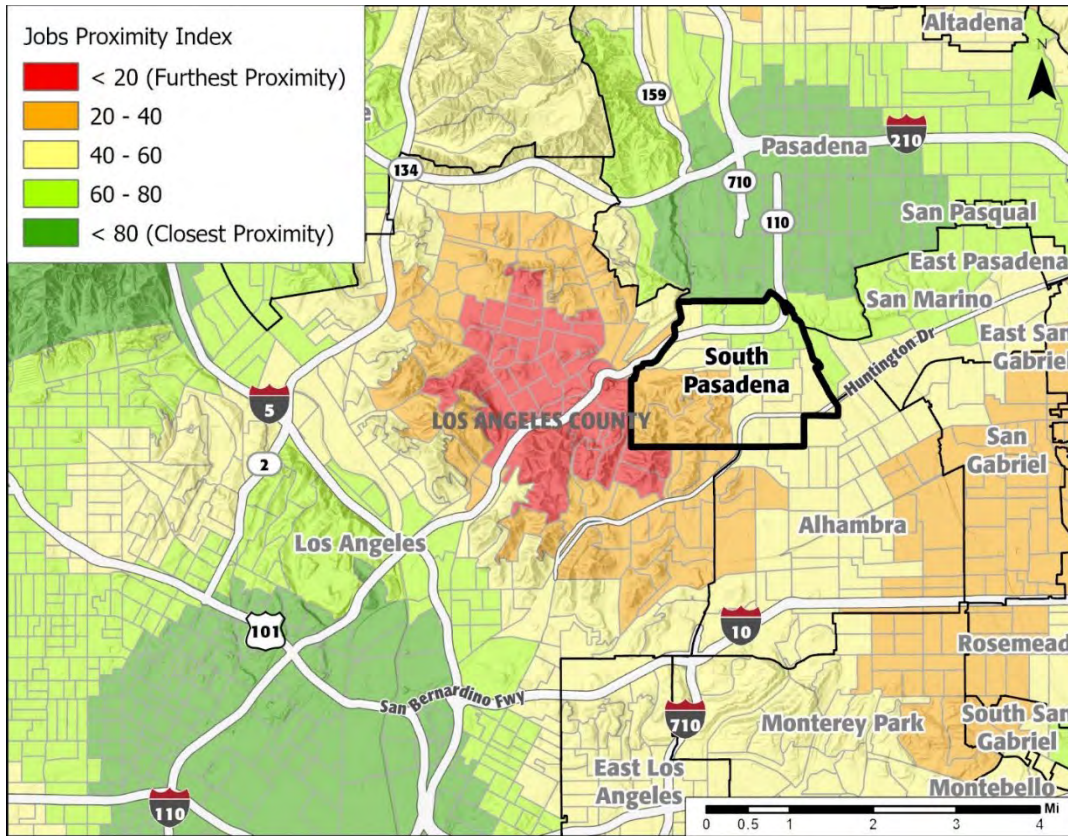 Jobs Proximity Index
< 20 (Furthest Proximity)
20 - 40
40 - 60
60 - 80
< 80 (Closest Proximity)
Altadena
N
159
134
Pasadena
210
710
110
San Pasqual
East Pasadena
San Marino
Huntington Dr
East San
Gabriel
South
Pasadena
5
LOS ANGELES COUNTY
San
Gabriel
2
Los Angeles
Alhambra
101
10
Rosemead
San Bernardino Fwy
710
Monterey Park
South San
Gabriel
East Los
Angeles
Montebello
110
Mi
0 0.5 1 2 3 4